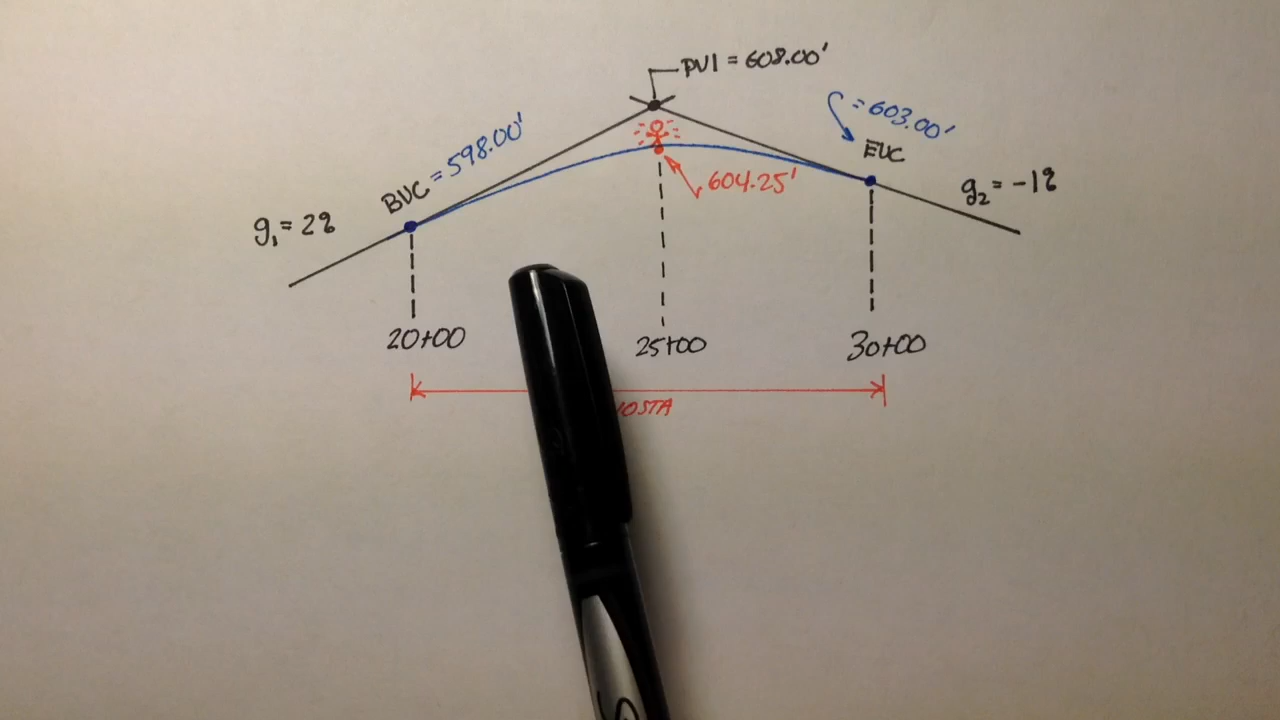 PVI = 608.00'
= 603.00'
BVC = 598.00'
EVC
604.25'
g₁ = 2%
g₂ = -1%
20+00
25+00
30+00